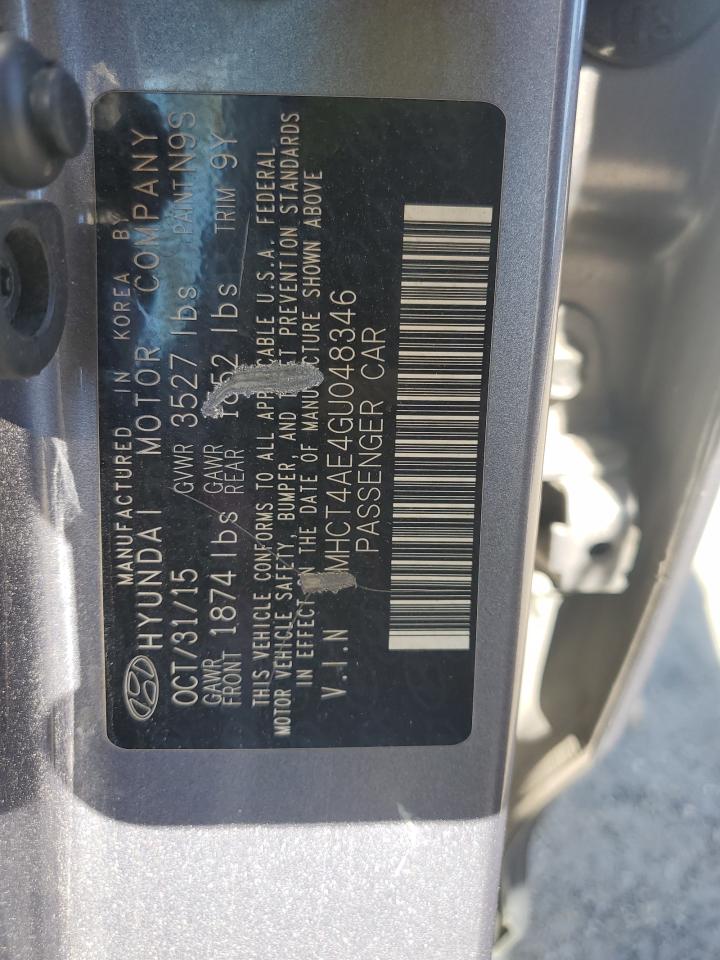 MANUFACTURED IN KOREA BY
HYUNDAI MOTOR COMPANY
OCT/31/15 GVWR 3527 lbs PAINT N9S
GAWR FRONT 1874 lbs GAWR REAR lbs TRIM 9Y
THIS VEHICLE CONFORMS TO ALL APPLICABLE U.S.A. FEDERAL
MOTOR VEHICLE SAFETY, BUMPER, AND PREVENTION STANDARDS
IN EFFECT ON THE DATE OF MANUFACTURE SHOWN ABOVE
V.I.N MHCT4AE4GU048346
PASSENGER CAR